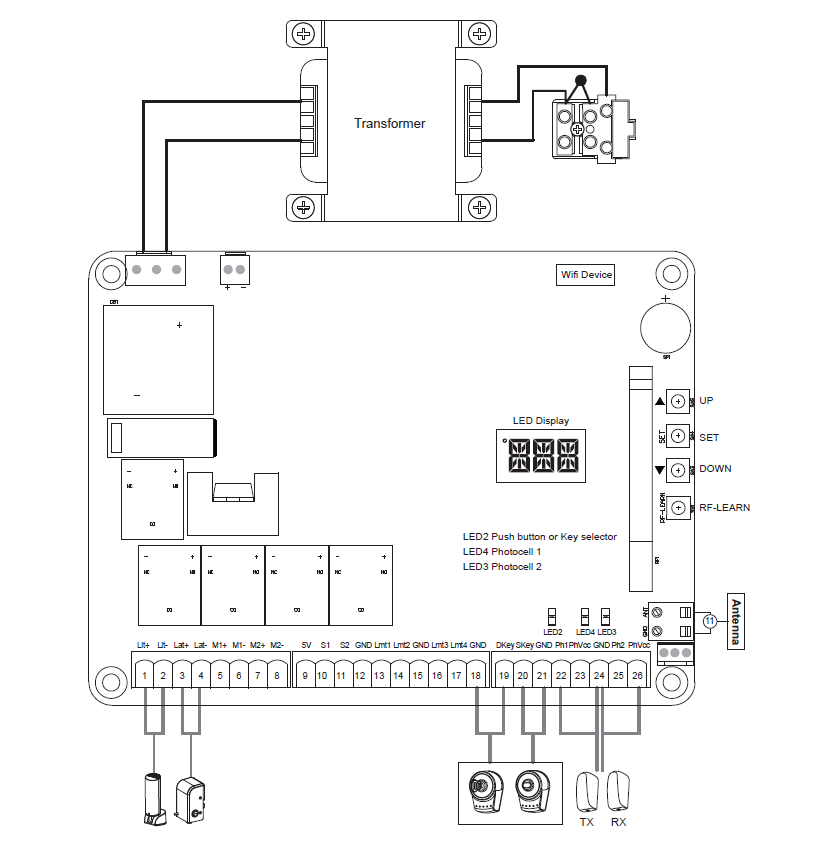 Transformer
+ -
Wifi Device
+
+
SP1
-
LED Display
UP
SET
SET
DOWN
RF-LEARN
RF-LEARN
- +
LED2 Push button or Key selector
LED4 Photocell 1
LED3 Photocell 2
- + - + - + - +
ANT
GND
11
Antenna
LED2 LED4 LED3
Lit+ Lit- Lat+ Lat- M1+ M1- M2+ M2- 5V S1 S2 GND Lmt1 Lmt2 GND Lmt3 Lmt4 GND DKey SKey GND Ph1 PhVcc GND Ph2 PhVcc
1 2 3 4 5 6 7 8 9 10 11 12 13 14 15 16 17 18 19 20 21 22 23 24 25 26
TX RX